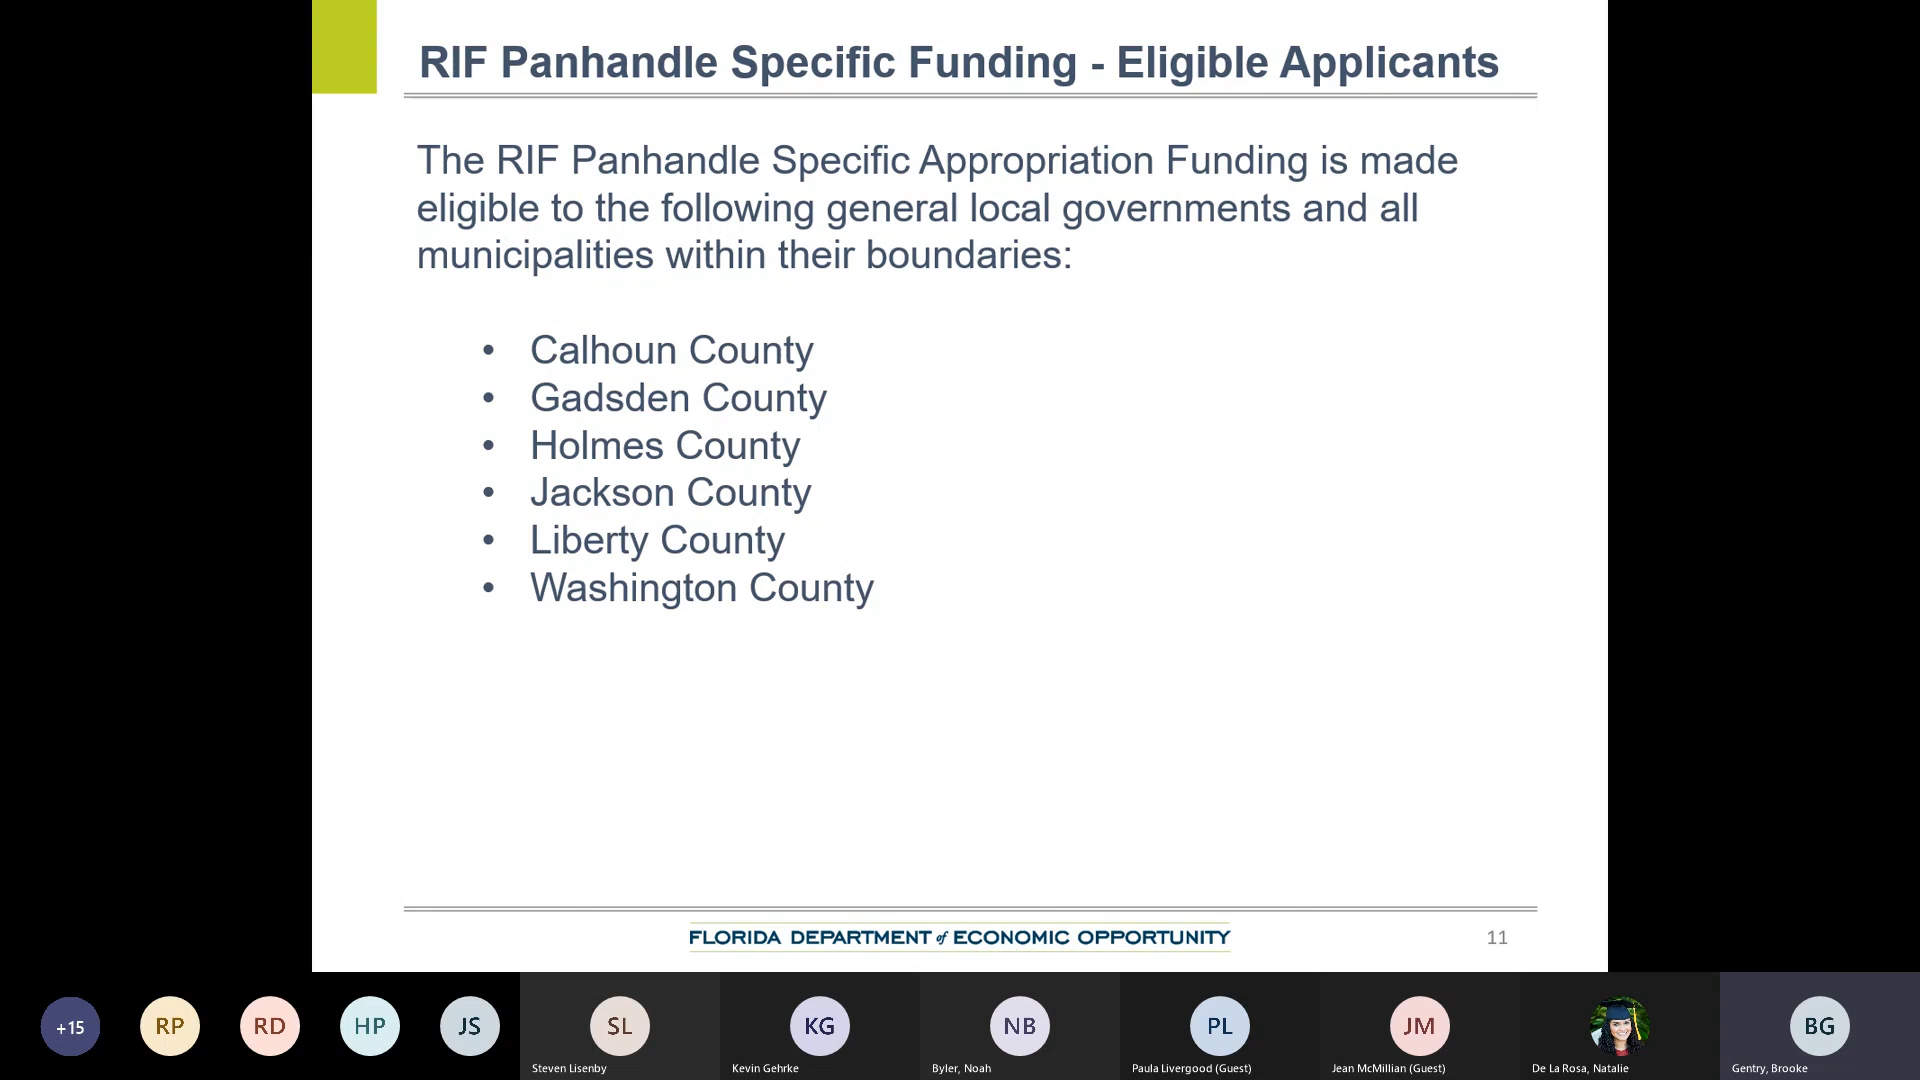 RIF Panhandle Specific Funding - Eligible Applicants
The RIF Panhandle Specific Appropriation Funding is made
eligible to the following general local governments and all
municipalities within their boundaries:
• Calhoun County
• Gadsden County
• Holmes County
• Jackson County
• Liberty County
• Washington County
FLORIDA DEPARTMENT of ECONOMIC OPPORTUNITY
11
+15 RP RD HP JS SL KG NB PL JM BG
Steven Lisenby Kevin Gehrke Byler, Noah Paula Livergood (Guest) Jean McMillian (Guest) De La Rosa, Natalie Gentry, Brooke